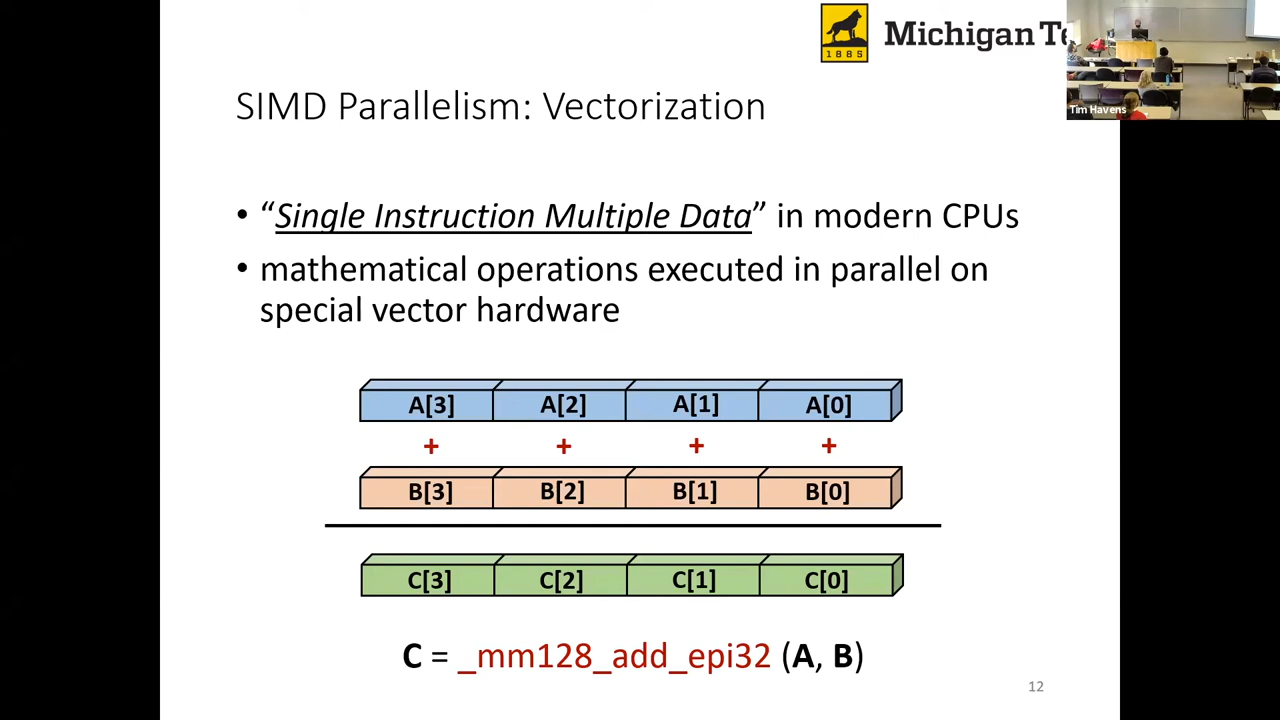 Michigan Te
1885
Tim Havens
SIMD Parallelism: Vectorization
• “Single Instruction Multiple Data” in modern CPUs
• mathematical operations executed in parallel on
special vector hardware
A[3] A[2] A[1] A[0]
+ + + +
B[3] B[2] B[1] B[0]
C[3] C[2] C[1] C[0]
C = _mm128_add_epi32 (A, B)
12